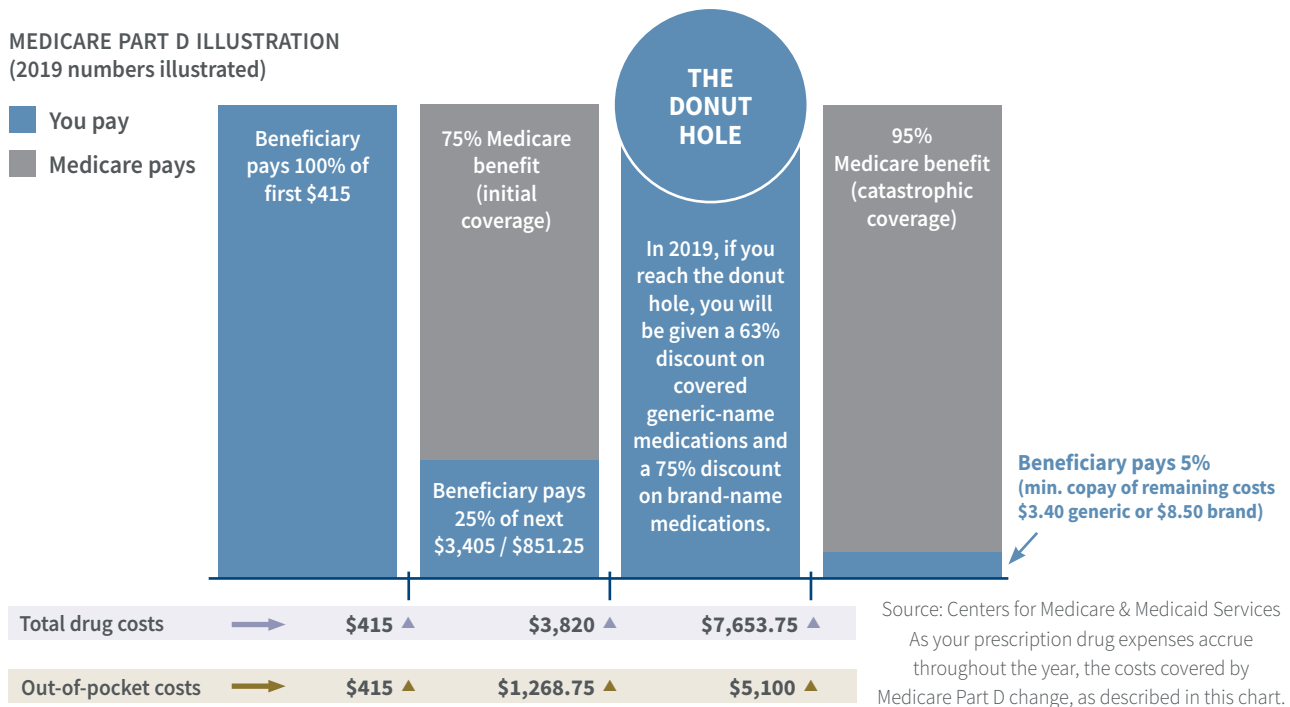 MEDICARE PART D ILLUSTRATION
(2019 numbers illustrated)
You pay
Medicare pays
Beneficiary
pays 100% of
first $415
75% Medicare
benefit
(initial
coverage)
Beneficiary pays
25% of next
$3,405 / $851.25
THE
DONUT
HOLE
In 2019, if you
reach the donut
hole, you will
be given a 63%
discount on
covered
generic-name
medications and
a 75% discount
on brand-name
medications.
95%
Medicare benefit
(catastrophic
coverage)
Beneficiary pays 5%
(min. copay of remaining costs
$3.40 generic or $8.50 brand)
Total drug costs $415 $3,820 $7,653.75
Out-of-pocket costs $415 $1,268.75 $5,100
Source: Centers for Medicare & Medicaid Services
As your prescription drug expenses accrue
throughout the year, the costs covered by
Medicare Part D change, as described in this chart.